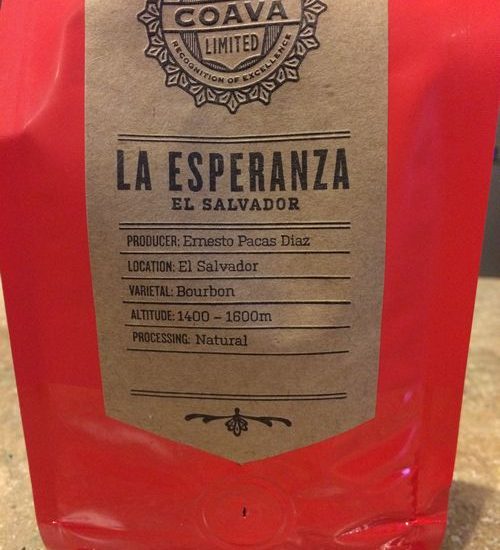 COAVA
LIMITED
RECOGNITION OF EXCELLENCE
LA ESPERANZA
EL SALVADOR
PRODUCER: Ernesto Pacas Diaz
LOCATION: El Salvador
VARIETAL: Bourbon
ALTITUDE: 1400 – 1600m
PROCESSING: Natural